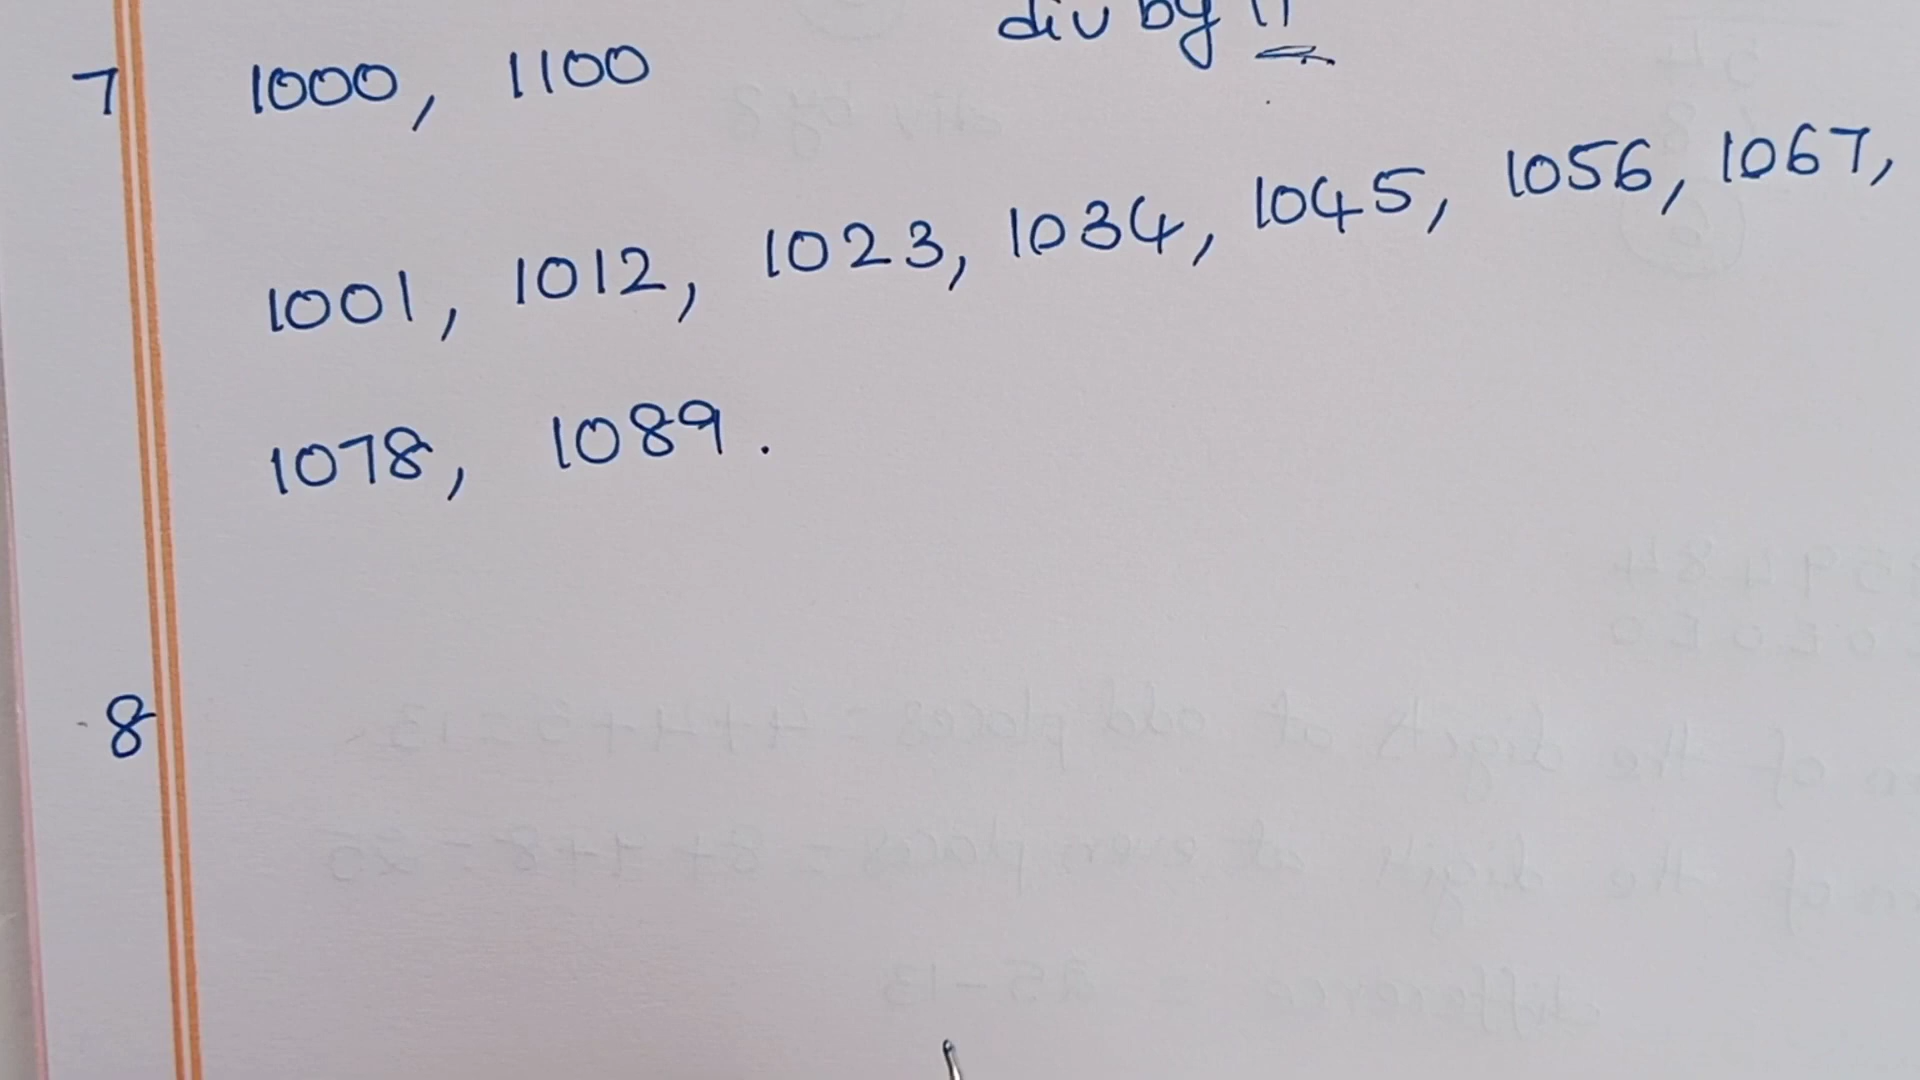 div by 11
7 1000, 1100
1001, 1012, 1023, 1034, 1045, 1056, 1067,
1078, 1089.
8